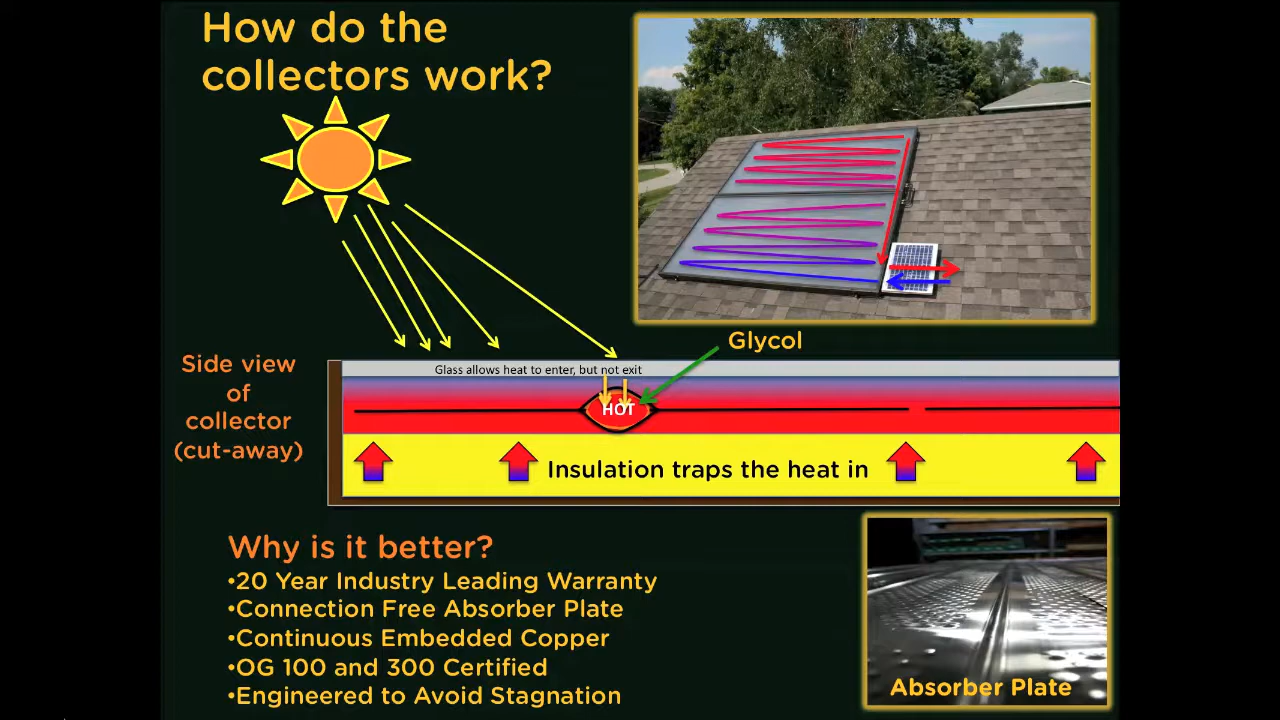 How do the
collectors work?
Glycol
Side view
of
collector
(cut-away)
Glass allows heat to enter, but not exit
HOT
Insulation traps the heat in
Why is it better?
•20 Year Industry Leading Warranty
•Connection Free Absorber Plate
•Continuous Embedded Copper
•OG 100 and 300 Certified
•Engineered to Avoid Stagnation
Absorber Plate